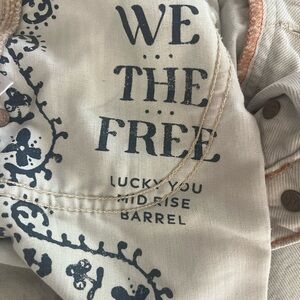 WE
THE
FREE
LUCKY YOU
MID RISE
BARREL